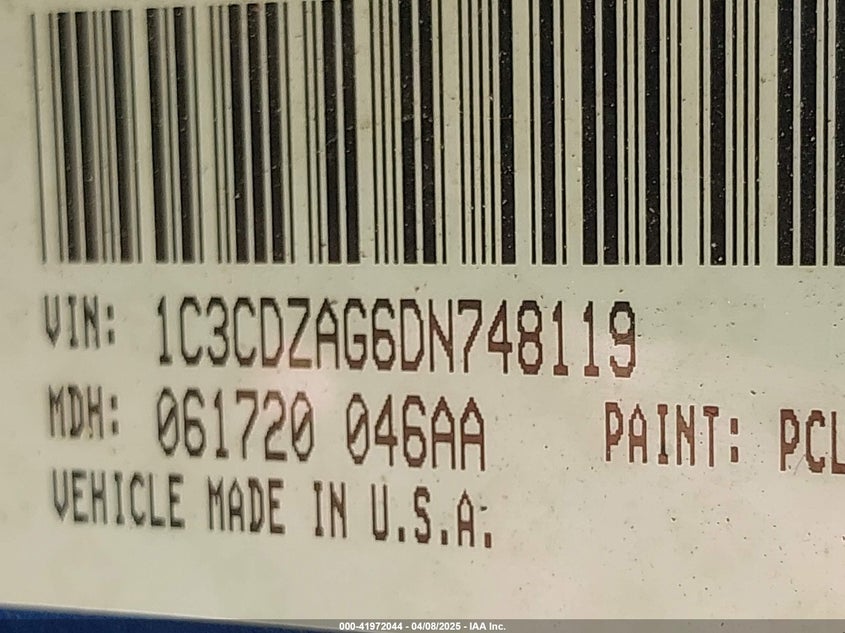 VIN: 1C3CDZAG6DN748119
MDH: 061720 046AA PAINT: PCL
VEHICLE MADE IN U.S.A.
000-41972044 - 04/08/2025 - IAA Inc.